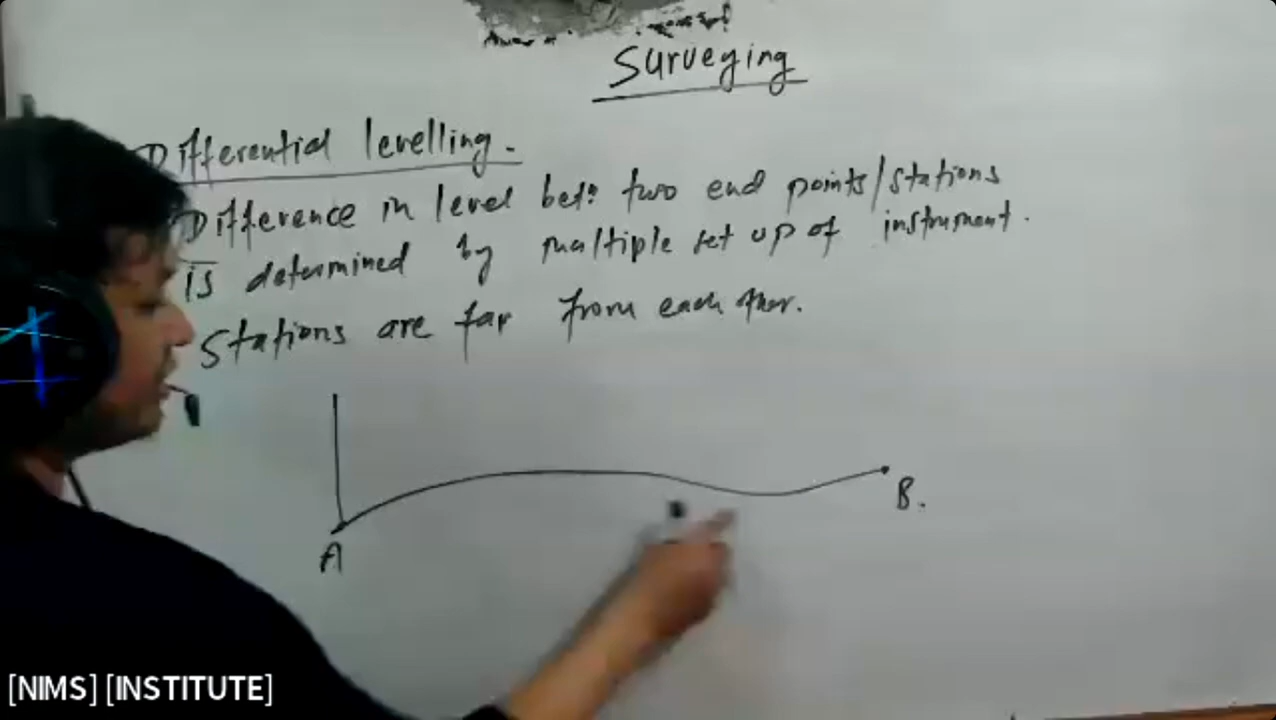 Surveying
Differential levelling.
Difference in level betn two end points/stations
is determined by multiple set up of instrument.
Stations are far from each other.
A
B.
[NIMS] [INSTITUTE]